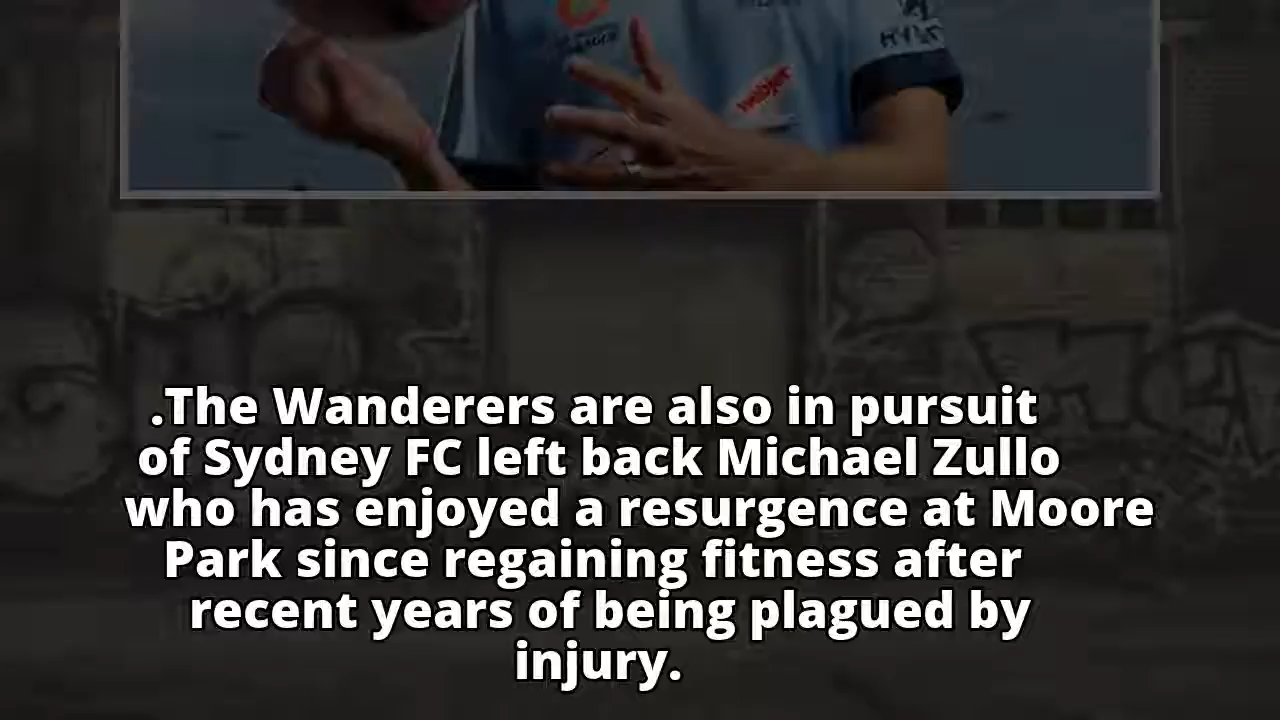 webjet
.The Wanderers are also in pursuit
of Sydney FC left back Michael Zullo
who has enjoyed a resurgence at Moore
Park since regaining fitness after
recent years of being plagued by
injury.